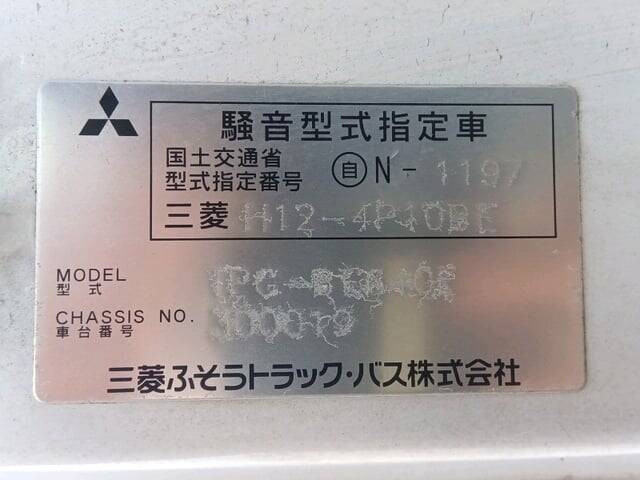 騒音型式指定車
国土交通省
型式指定番号
自 N-1197
三菱 H12-4P10BE
MODEL
型式
CHASSIS NO.
車台番号
三菱ふそうトラック・バス株式会社